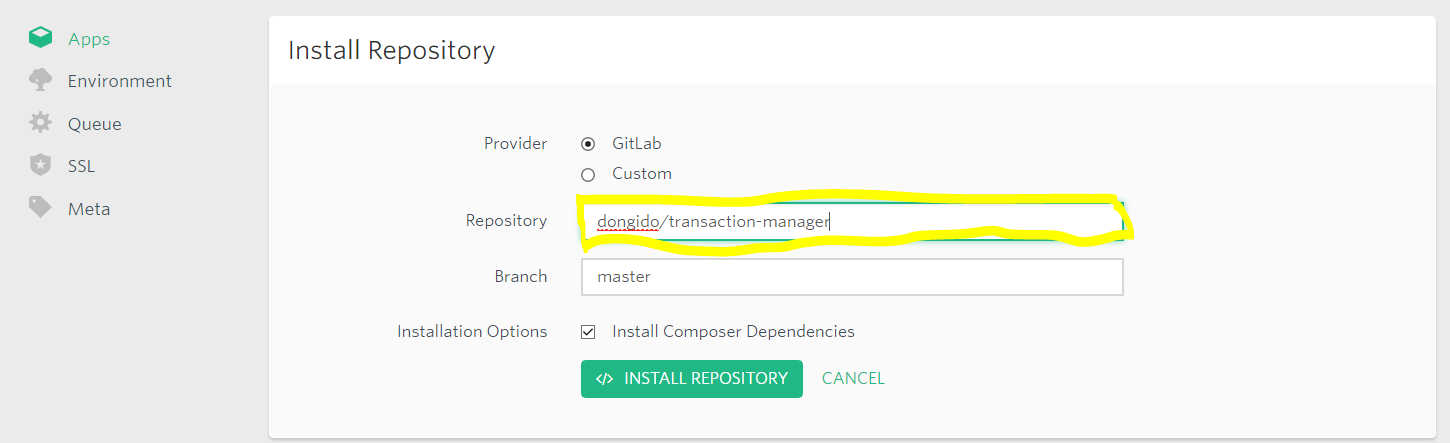 Apps
Environment
Queue
SSL
Meta
Install Repository
Provider
GitLab
Custom
Repository
dongido/transaction-manager
Branch
master
Installation Options
Install Composer Dependencies
</> INSTALL REPOSITORY
CANCEL